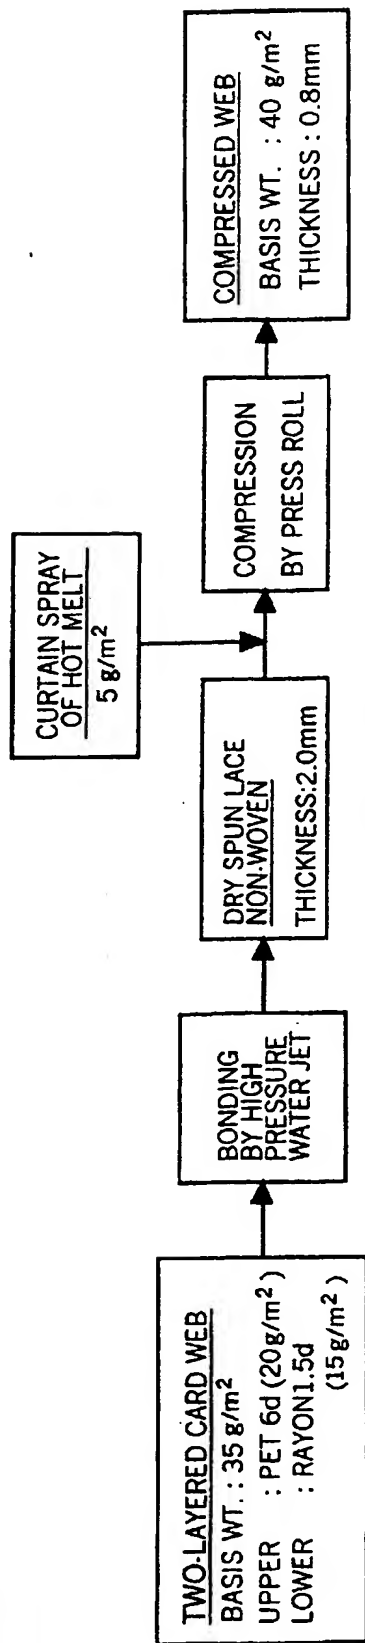 TWO-LAYERED CARD WEB
BASIS WT. : 35 g/m²
UPPER : PET 6d (20g/m²)
LOWER : RAYON1.5d
(15g/m²)
BONDING
BY HIGH
PRESSURE
WATER JET
DRY SPUN LACE
NON-WOVEN
THICKNESS:2.0mm
CURTAIN SPRAY
OF HOT MELT
5 g/m²
COMPRESSION
BY PRESS ROLL
COMPRESSED WEB
BASIS WT. : 40 g/m²
THICKNESS : 0.8mm